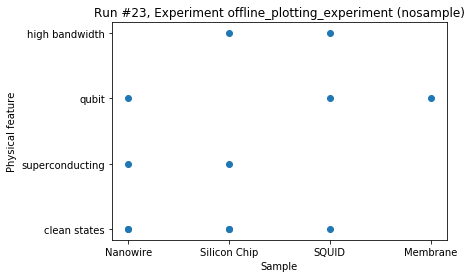 Run #23, Experiment offline_plotting_experiment (nosample)
high bandwidth
qubit
superconducting
clean states
Physical feature
Nanowire
Silicon Chip
SQUID
Membrane
Sample